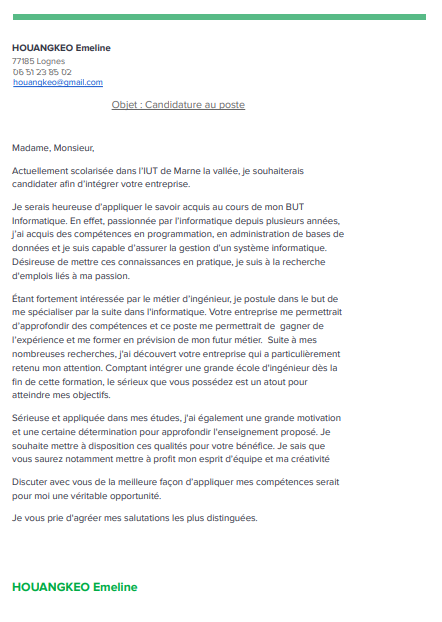 HOUANGKEO Emeline
77185 Lognes
06 51 23 85 02
houangkeo@gmail.com
Objet : Candidature au poste
Madame, Monsieur,
Actuellement scolarisée dans l'IUT de Marne la vallée, je souhaiterais
candidater afin d'intégrer votre entreprise.
Je serais heureuse d'appliquer le savoir acquis au cours de mon BUT
Informatique. En effet, passionnée par l'informatique depuis plusieurs années,
j'ai acquis des compétences en programmation, en administration de bases de
données et je suis capable d'assurer la gestion d'un système informatique.
Désireuse de mettre ces connaissances en pratique, je suis à la recherche
d'emplois liés à ma passion.
Étant fortement intéressée par le métier d'ingénieur, je postule dans le but de
me spécialiser par la suite dans l'informatique. Votre entreprise me permettrait
d'approfondir des compétences et ce poste me permettrait de gagner de
l'expérience et me former en prévision de mon futur métier. Suite à mes
nombreuses recherches, j'ai découvert votre entreprise qui a particulièrement
retenu mon attention. Comptant intégrer une grande école d'ingénieur dès la
fin de cette formation, le sérieux que vous possédez est un atout pour
atteindre mes objectifs.
Sérieuse et appliquée dans mes études, j'ai également une grande motivation
et une certaine détermination pour approfondir l'enseignement proposé. Je
souhaite mettre à disposition ces qualités pour votre bénéfice. Je sais que
vous saurez notamment mettre à profit mon esprit d'équipe et ma créativité
Discuter avec vous de la meilleure façon d'appliquer mes compétences serait
pour moi une véritable opportunité.
Je vous prie d'agréer mes salutations les plus distinguées.
HOUANGKEO Emeline